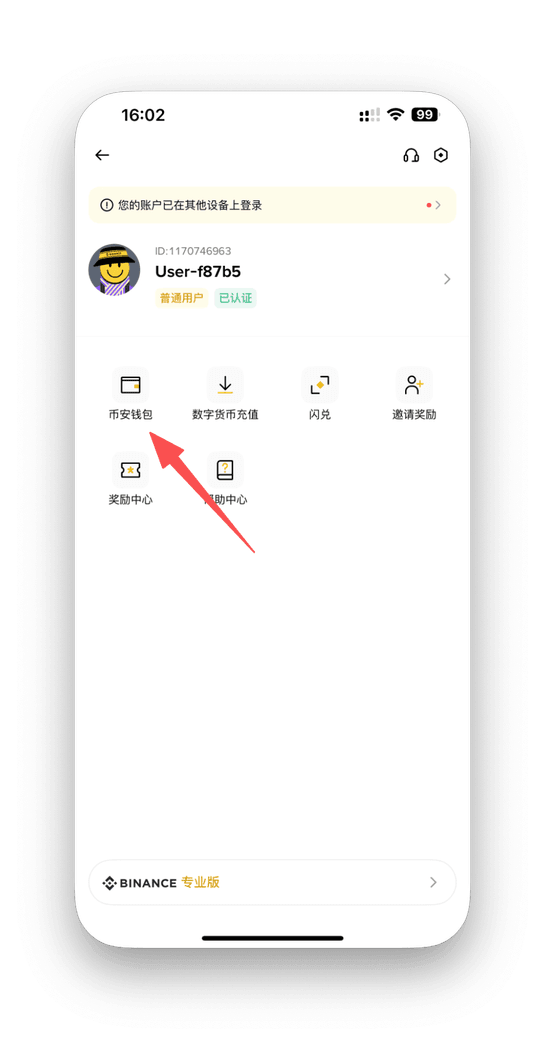 16:02
99
您的账户已在其他设备上登录
ID:1170746963
User-f87b5
普通用户 已认证
币安钱包 数字货币充值 闪兑 邀请奖励
奖励中心 助中心
BINANCE 专业版